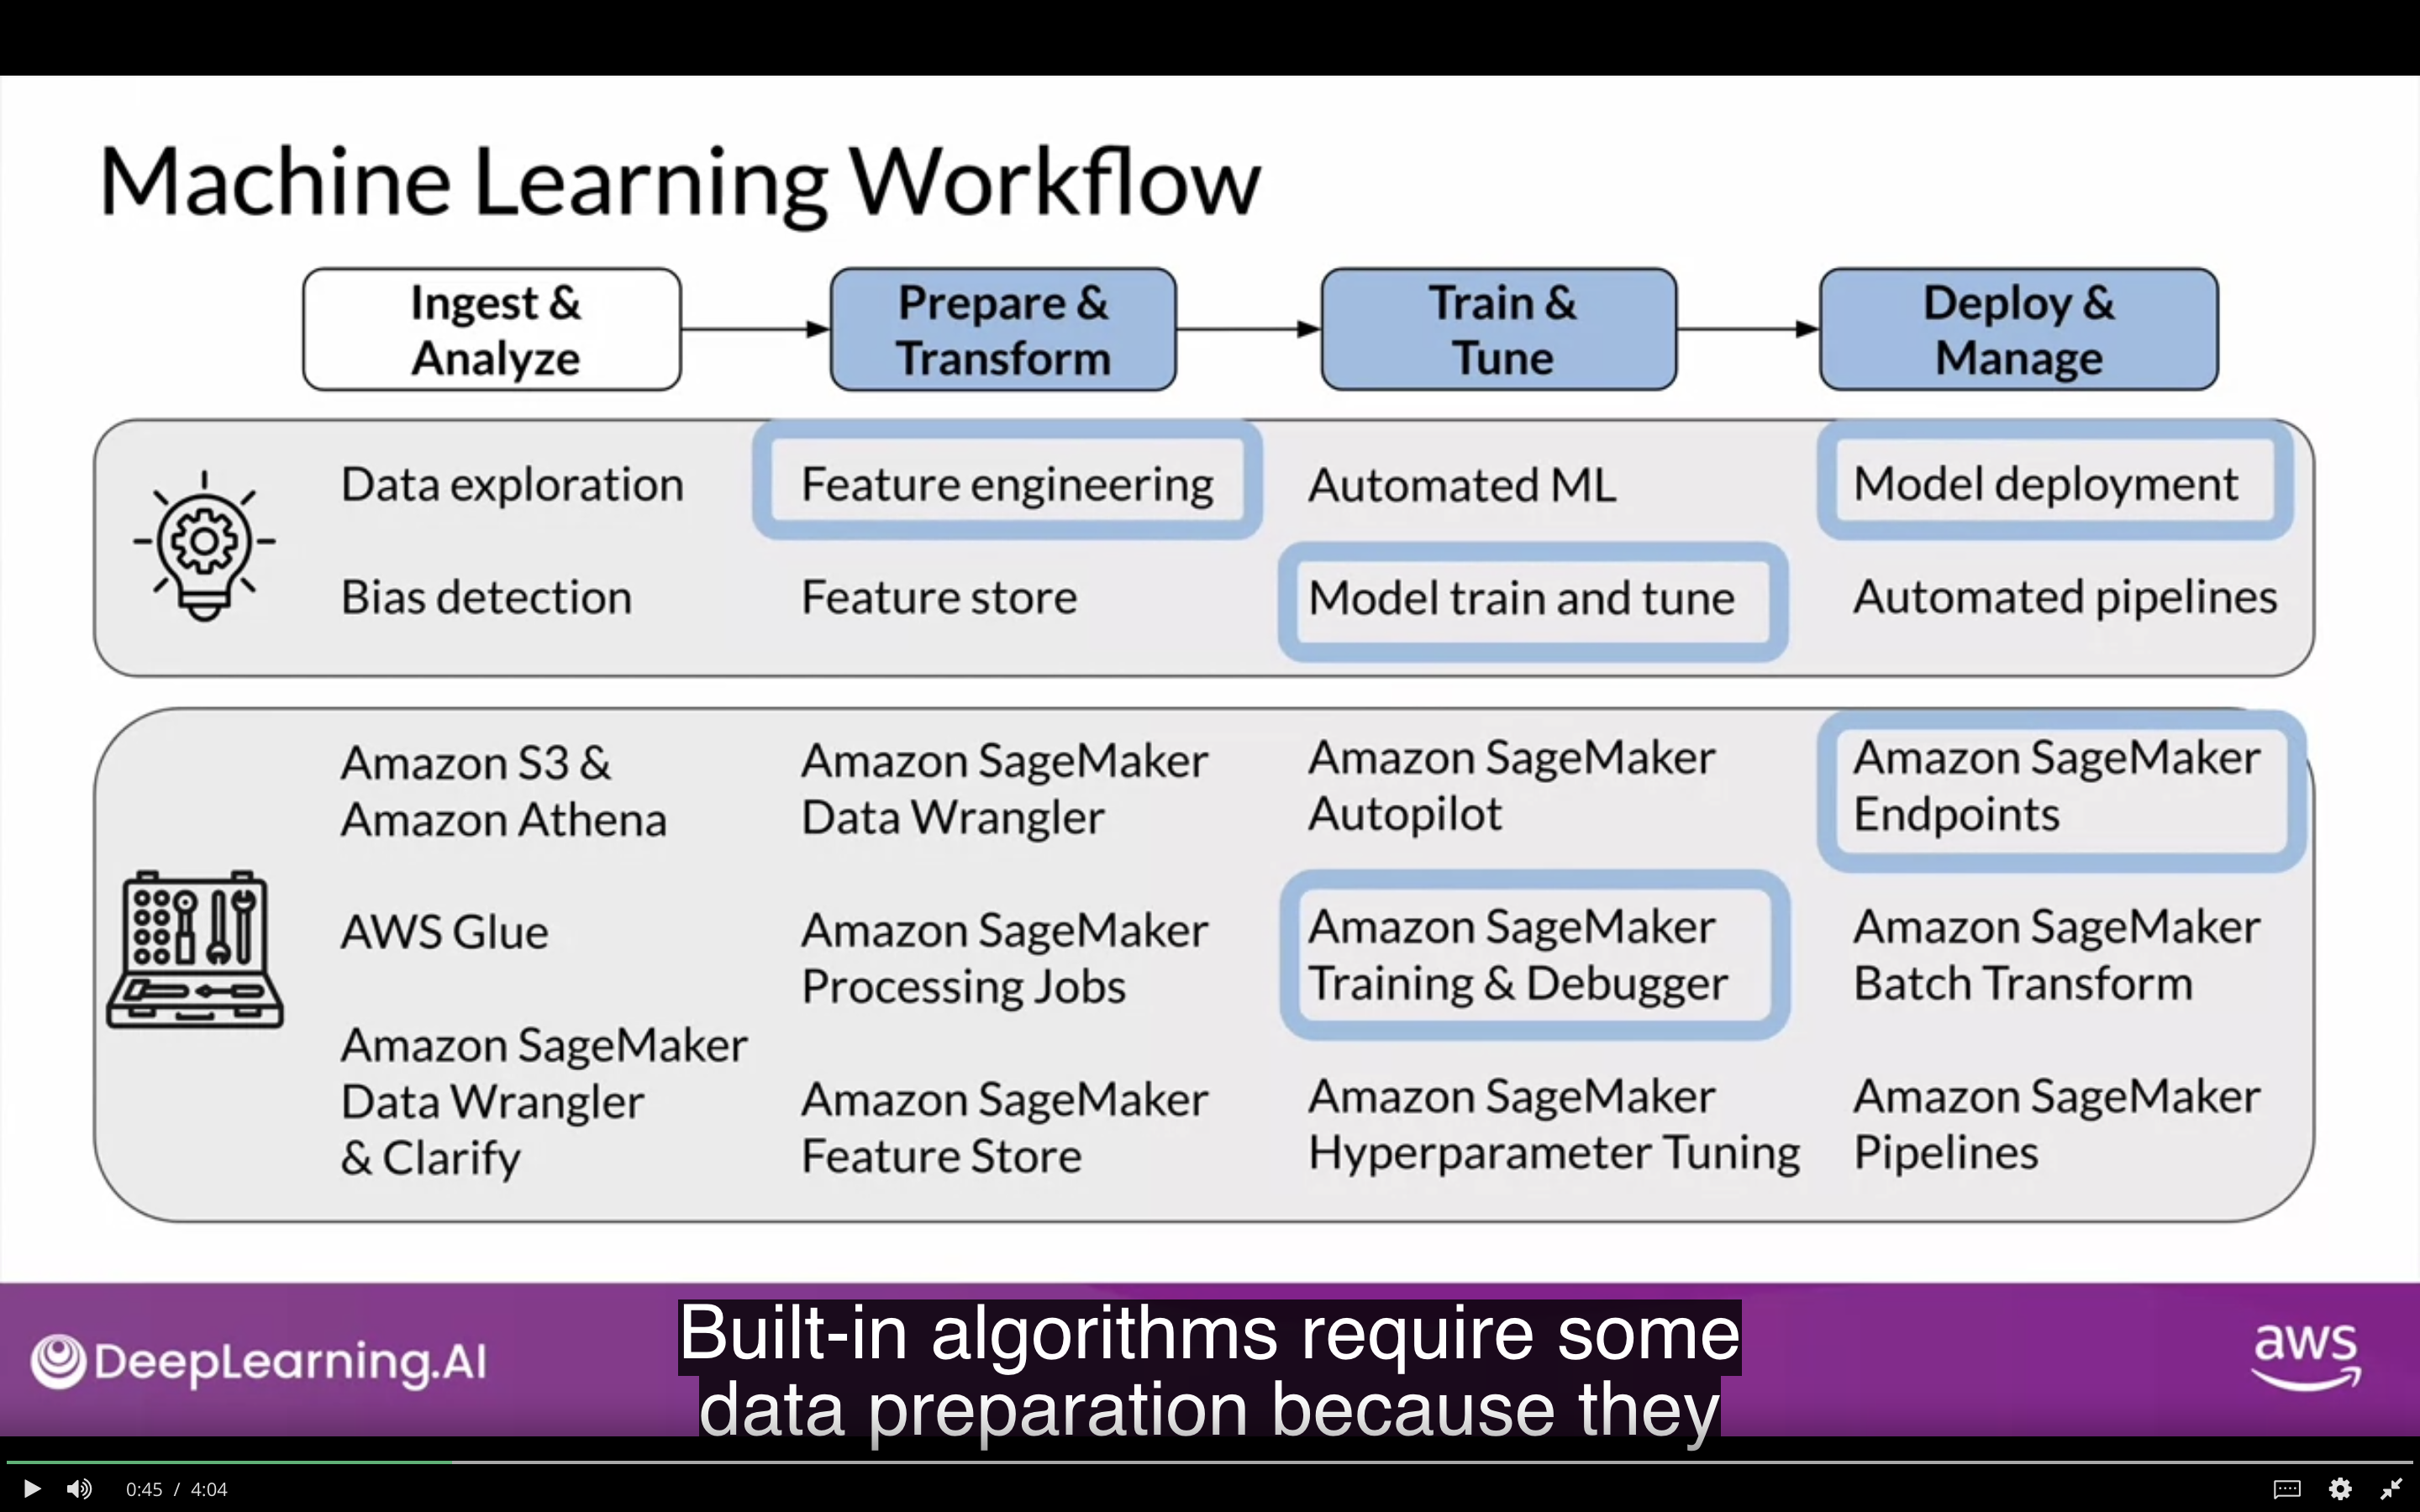 Machine Learning Workflow
Ingest &
Analyze
Prepare &
Transform
Train &
Tune
Deploy &
Manage
Data exploration
Feature engineering
Automated ML
Model deployment
Bias detection
Feature store
Model train and tune
Automated pipelines
Amazon S3 &
Amazon Athena
AWS Glue
Amazon SageMaker
Data Wrangler
& Clarify
Amazon SageMaker
Data Wrangler
Amazon SageMaker
Processing Jobs
Amazon SageMaker
Feature Store
Amazon SageMaker
Autopilot
Amazon SageMaker
Training & Debugger
Amazon SageMaker
Hyperparameter Tuning
Amazon SageMaker
Endpoints
Amazon SageMaker
Batch Transform
Amazon SageMaker
Pipelines
DeepLearning.AI
Built-in algorithms require some
data preparation because they
aws
0:45 / 4:04